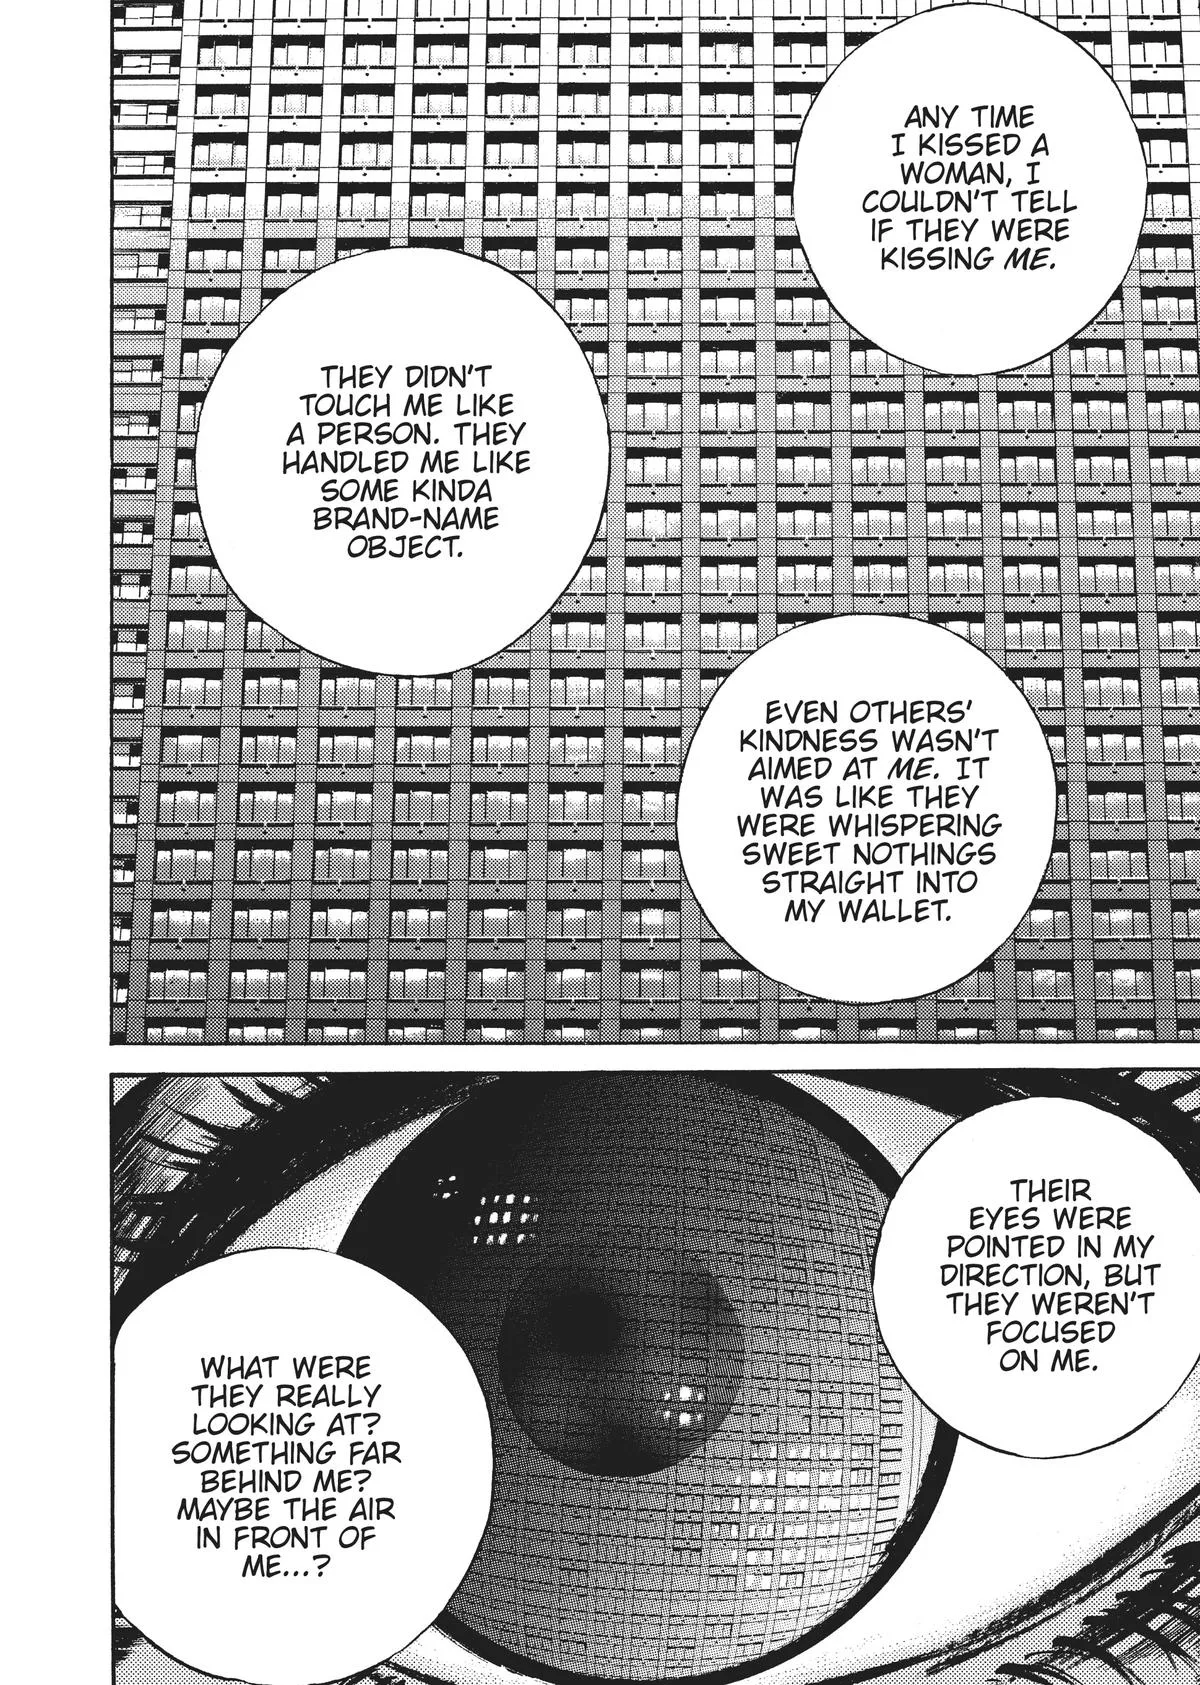 ANY TIME
I KISSED A
WOMAN, I
COULDN'T TELL
IF THEY WERE
KISSING ME.
THEY DIDN'T
TOUCH ME LIKE
A PERSON. THEY
HANDLED ME LIKE
SOME KINDA
BRAND-NAME
OBJECT.
EVEN OTHERS'
KINDNESS WASN'T
AIMED AT ME. IT
WAS LIKE THEY
WERE WHISPERING
SWEET NOTHINGS
STRAIGHT INTO
MY WALLET.
THEIR
EYES WERE
POINTED IN MY
DIRECTION, BUT
THEY WEREN'T
FOCUSED
ON ME.
WHAT WERE
THEY REALLY
LOOKING AT?
SOMETHING FAR
BEHIND ME?
MAYBE THE AIR
IN FRONT OF
ME...?